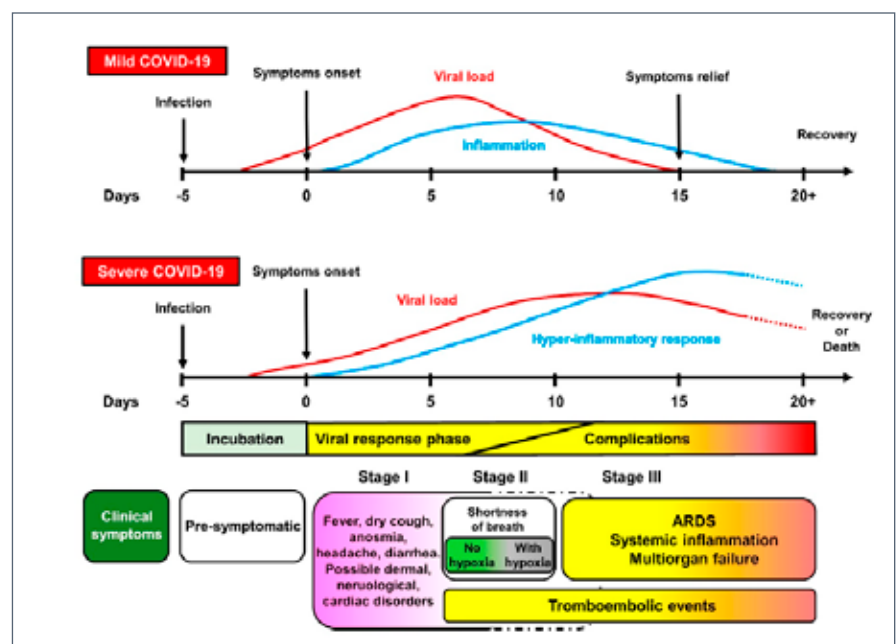 Mild COVID-19
Symptoms onset
Viral load
Symptoms relief
Infection
Inflammation
Recovery
Days -5 0 5 10 15 20+
Severe COVID-19
Symptoms onset
Infection
Viral load
Hyper-inflammatory response
Recovery
or
Death
Days -5 0 5 10 15 20+
Incubation Viral response phase Complications
Stage I Stage II Stage III
Clinical
symptoms
Pre-symptomatic
Fever, dry cough,
anosmia,
headache, diarrhea.
Possible dermal,
neruological,
cardiac disorders
Shortness
of breath
No
hypoxia
With
hypoxia
ARDS
Systemic inflammation
Multiorgan failure
Tromboembolic events